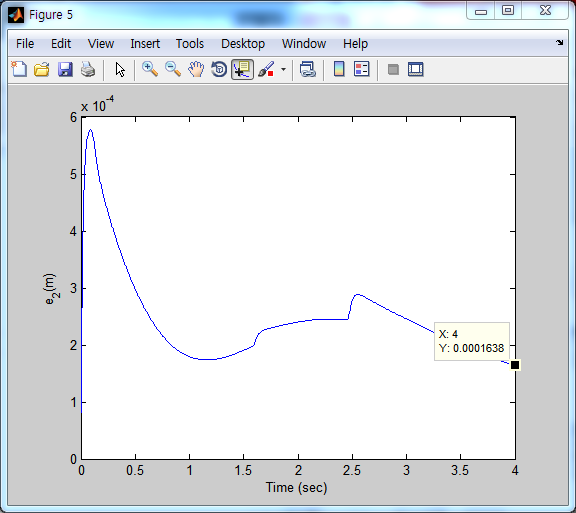 Figure 5
File Edit View Insert Tools Desktop Window Help
x 10^-4
6
5
4
3
2
1
0
e2(m)
X: 4
Y: 0.0001638
0 0.5 1 1.5 2 2.5 3 3.5 4
Time (sec)